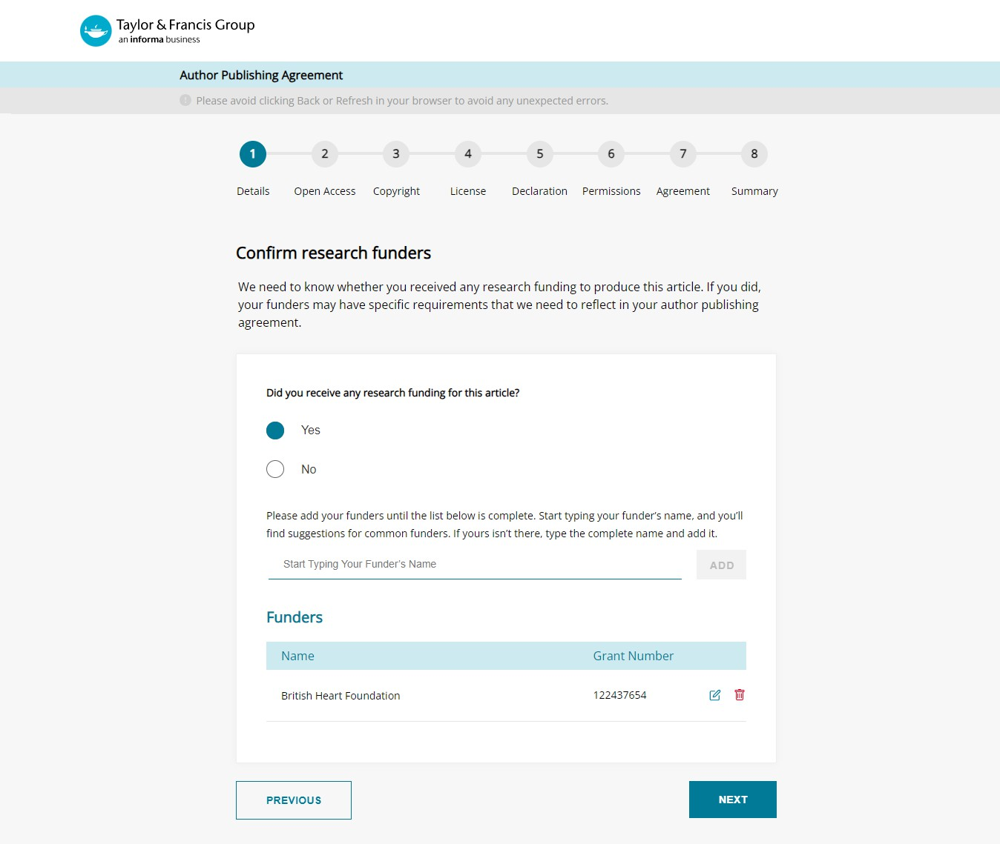 Taylor & Francis Group
an informa business
Author Publishing Agreement
Please avoid clicking Back or Refresh in your browser to avoid any unexpected errors.
1 2 3 4 5 6 7 8
Details Open Access Copyright License Declaration Permissions Agreement Summary
Confirm research funders
We need to know whether you received any research funding to produce this article. If you did,
your funders may have specific requirements that we need to reflect in your author publishing
agreement.
Did you receive any research funding for this article?
Yes
No
Please add your funders until the list below is complete. Start typing your funder’s name, and you’ll
find suggestions for common funders. If yours isn’t there, type the complete name and add it.
Start Typing Your Funder’s Name ADD
Funders
Name Grant Number
British Heart Foundation 122437654
PREVIOUS NEXT